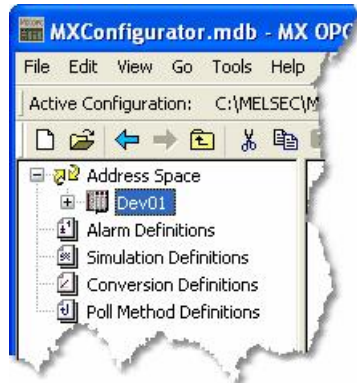 MXConfigurator.mdb - MX OPC
File Edit View Go Tools Help
Active Configuration: C:\MELSEC\M
Address Space
Dev01
Alarm Definitions
Simulation Definitions
Conversion Definitions
Poll Method Definitions